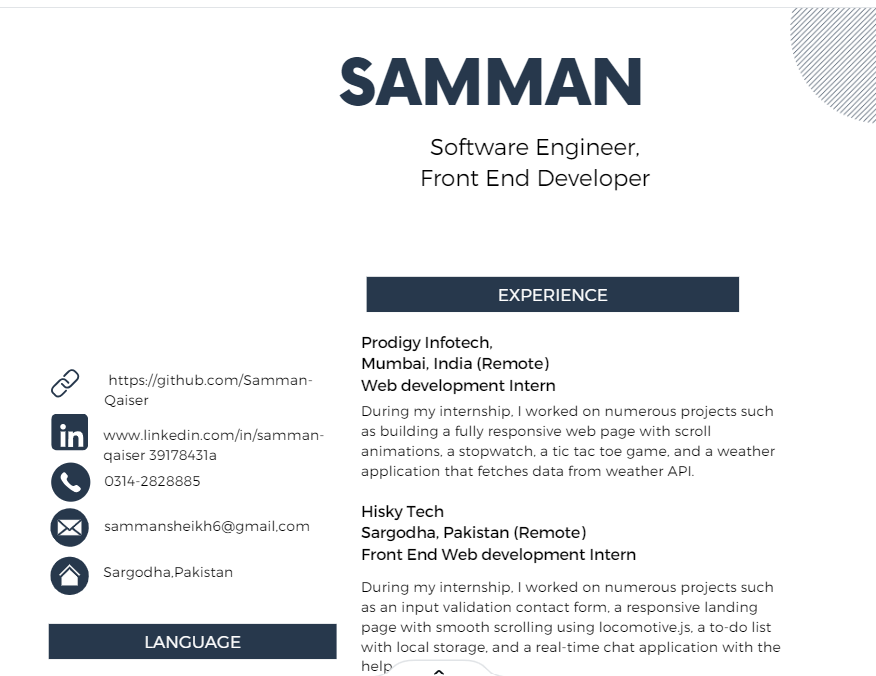 SAMMAN
Software Engineer,
Front End Developer
https://github.com/Samman-
Qaiser
www.linkedin.com/in/samman-
qaiser 39178431a
0314-2828885
sammansheikh6@gmail,com
Sargodha,Pakistan
LANGUAGE
EXPERIENCE
Prodigy Infotech,
Mumbai, India (Remote)
Web development Intern
During my internship, I worked on numerous projects such
as building a fully responsive web page with scroll
animations, a stopwatch, a tic tac toe game, and a weather
application that fetches data from weather API.
Hisky Tech
Sargodha, Pakistan (Remote)
Front End Web development Intern
During my internship, I worked on numerous projects such
as an input validation contact form, a responsive landing
page with smooth scrolling using locomotive.js, a to-do list
with local storage, and a real-time chat application with the
help